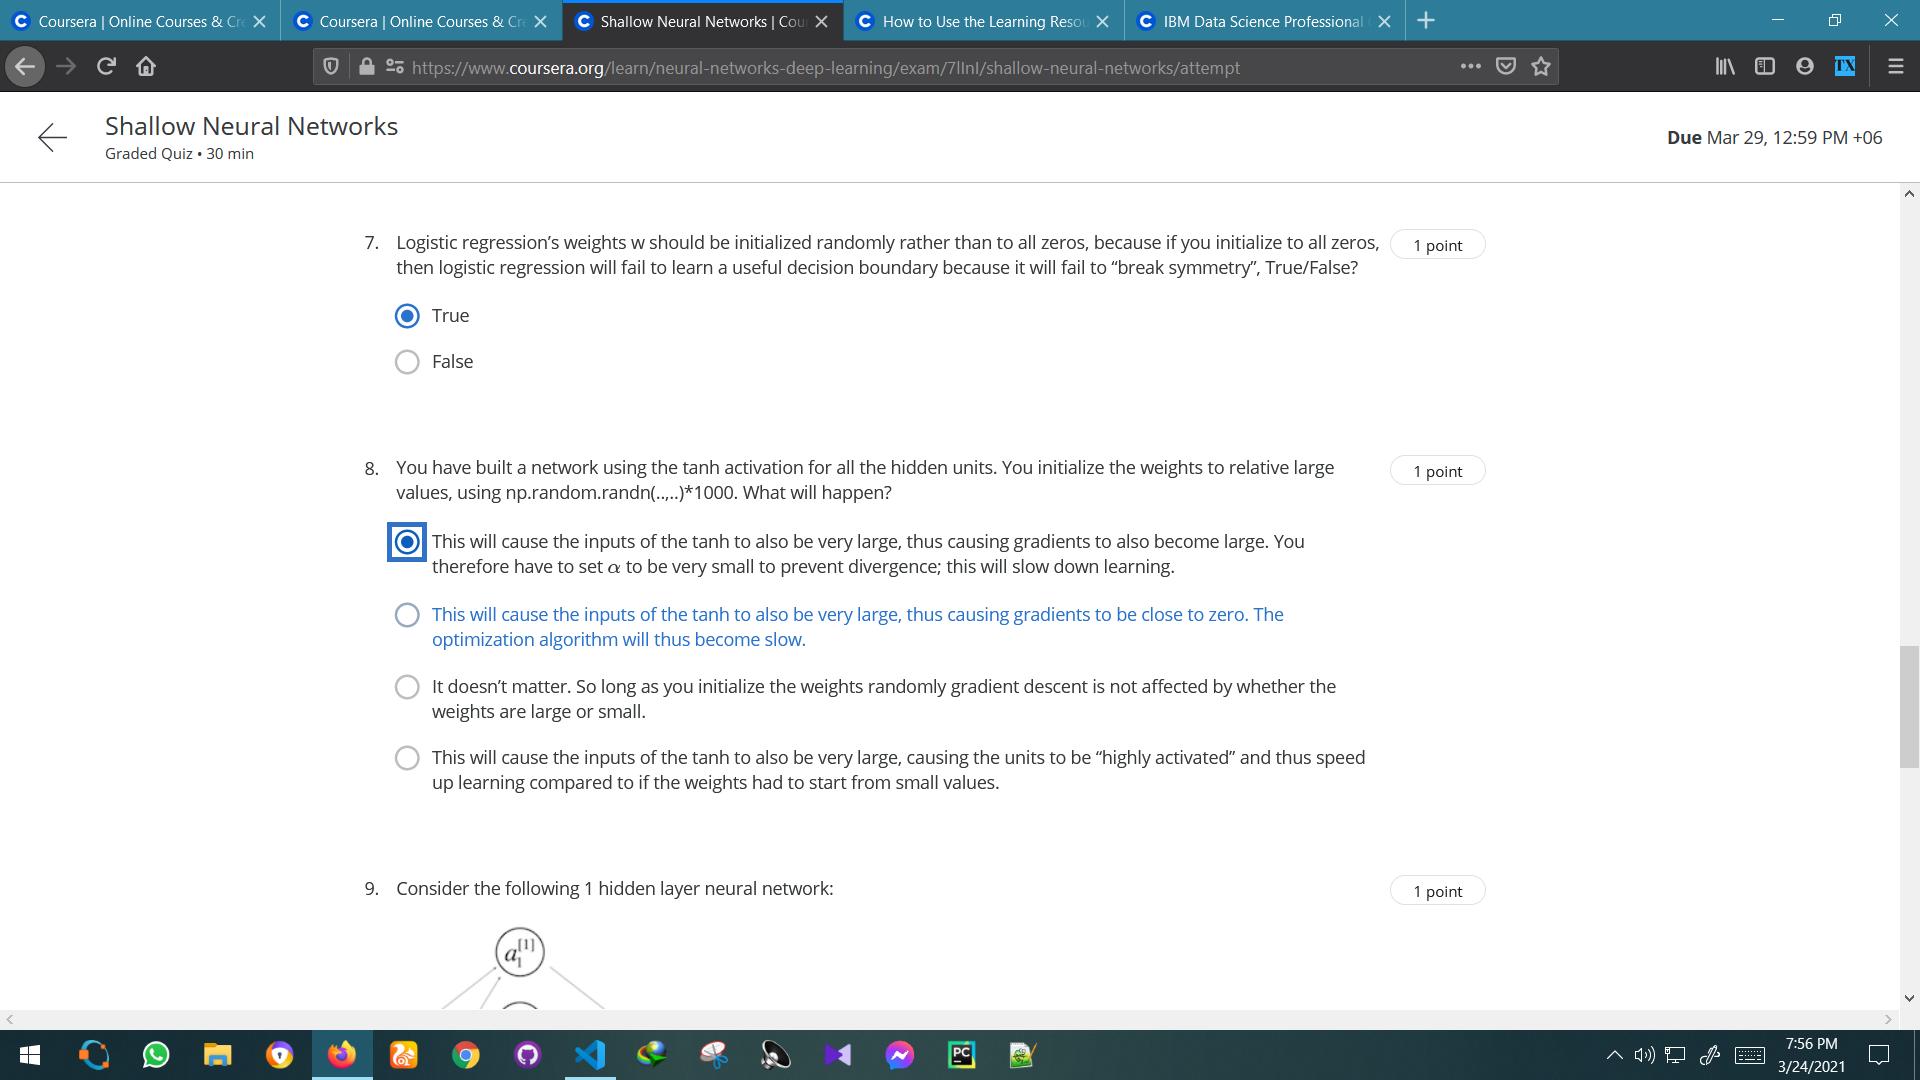 Coursera | Online Courses & Cre
Coursera | Online Courses & Cre
Shallow Neural Networks | Cour
How to Use the Learning Resou
IBM Data Science Professional
https://www.coursera.org/learn/neural-networks-deep-learning/exam/7lInI/shallow-neural-networks/attempt
TX
Shallow Neural Networks
Graded Quiz • 30 min
Due Mar 29, 12:59 PM +06
7. Logistic regression’s weights w should be initialized randomly rather than to all zeros, because if you initialize to all zeros,
then logistic regression will fail to learn a useful decision boundary because it will fail to “break symmetry”, True/False?
1 point
True
False
8. You have built a network using the tanh activation for all the hidden units. You initialize the weights to relative large
values, using np.random.randn(..,..)*1000. What will happen?
1 point
This will cause the inputs of the tanh to also be very large, thus causing gradients to also become large. You
therefore have to set α to be very small to prevent divergence; this will slow down learning.
This will cause the inputs of the tanh to also be very large, thus causing gradients to be close to zero. The
optimization algorithm will thus become slow.
It doesn’t matter. So long as you initialize the weights randomly gradient descent is not affected by whether the
weights are large or small.
This will cause the inputs of the tanh to also be very large, causing the units to be “highly activated” and thus speed
up learning compared to if the weights had to start from small values.
9. Consider the following 1 hidden layer neural network:
1 point
a₁[1]
PC
7:56 PM
3/24/2021